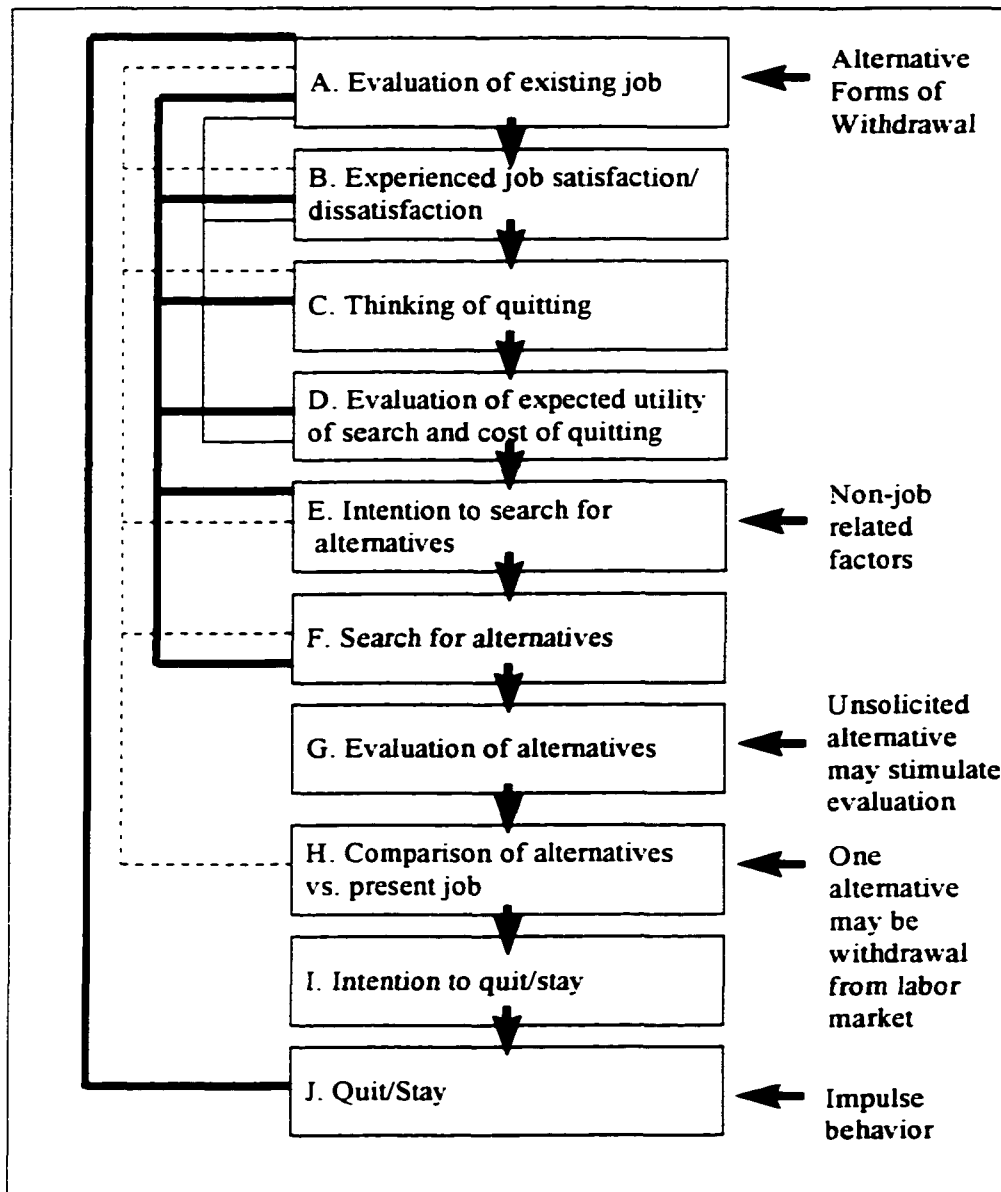 A. Evaluation of existing job
Alternative
Forms of
Withdrawal
B. Experienced job satisfaction/
dissatisfaction
C. Thinking of quitting
D. Evaluation of expected utility
of search and cost of quitting
E. Intention to search for
alternatives
Non-job
related
factors
F. Search for alternatives
G. Evaluation of alternatives
Unsolicited
alternative
may stimulate
evaluation
H. Comparison of alternatives
vs. present job
One
alternative
may be
withdrawal
from labor
market
I. Intention to quit/stay
J. Quit/Stay
Impulse
behavior